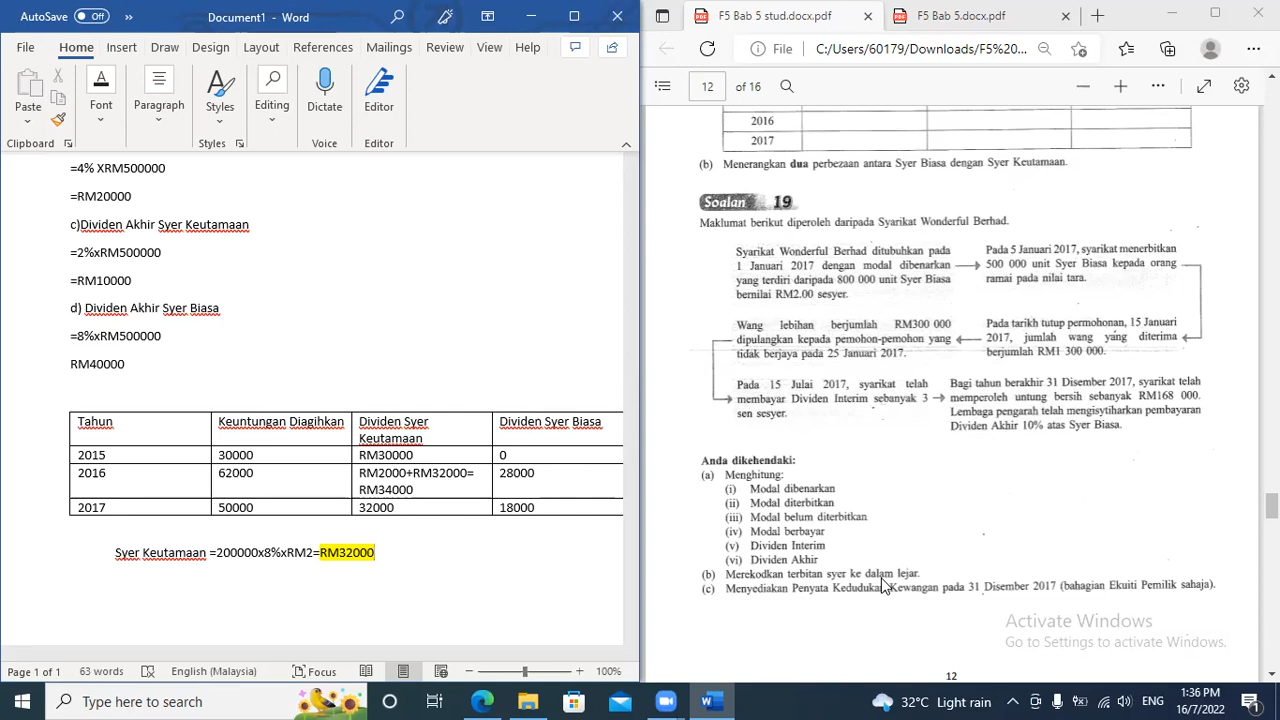 AutoSave
Off
Document1 - Word
File
Home
Insert
Draw
Design
Layout
References
Mailings
Review
View
Help
Paste
Font
Paragraph
Styles
Editing
Dictate
Editor
Clipboard
Styles
Voice
Editor
=4% XRM500000
=RM20000
c)Dividen Akhir Syer Keutamaan
=2%xRM500000
=RM10000
d) Dividen Akhir Syer Biasa
=8%xRM500000
RM40000
Tahun Keuntungan Diagihkan Dividen Syer Keutamaan Dividen Syer Biasa
2015 30000 RM30000 0
2016 62000 RM2000+RM32000= RM34000 28000
2017 50000 32000 18000
Syer Keutamaan =200000x8%xRM2=RM32000
Page 1 of 1
63 words
English (Malaysia)
Focus
100%
F5 Bab 5 stud.docx.pdf
F5 Bab 5.docx.pdf
File
C:/Users/60179/Downloads/F5%20...
12 of 16
2016
2017
(b) Menerangkan dua perbezaan antara Syer Biasa dengan Syer Keutamaan.
Soalan 19
Maklumat berikut diperoleh daripada Syarikat Wonderful Berhad.
Syarikat Wonderful Berhad ditubuhkan pada
1 Januari 2017 dengan modal dibenarkan
yang terdiri daripada 800 000 unit Syer Biasa
bernilai RM2.00 sesyer.
Pada 5 Januari 2017, syarikat menerbitkan
500 000 unit Syer Biasa kepada orang
ramai pada nilai tara.
Wang lebihan berjumlah RM300 000
dipulangkan kepada pemohon-pemohon yang
tidak berjaya pada 25 Januari 2017.
Pada tarikh tutup permohonan, 15 Januari
2017, jumlah wang yang diterima
berjumlah RM1 300 000.
Pada 15 Julai 2017, syarikat telah
membayar Dividen Interim sebanyak 3
sen sesyer.
Bagi tahun berakhir 31 Disember 2017, syarikat telah
memperoleh untung bersih sebanyak RM168 000.
Lembaga pengarah telah mengisytiharkan pembayaran
Dividen Akhir 10% atas Syer Biasa.
Anda dikehendaki:
(a) Menghitung:
(i) Modal dibenarkan
(ii) Modal diterbitkan
(iii) Modal belum diterbitkan
(iv) Modal berbayar
(v) Dividen Interim
(vi) Dividen Akhir
(b) Merekodkan terbitan syer ke dalam lejar.
(c) Menyediakan Penyata Kedudukan Kewangan pada 31 Disember 2017 (bahagian Ekuiti Pemilik sahaja).
Activate Windows
Go to Settings to activate Windows.
12
Type here to search
32°C Light rain
ENG
1:36 PM
16/7/2022
1